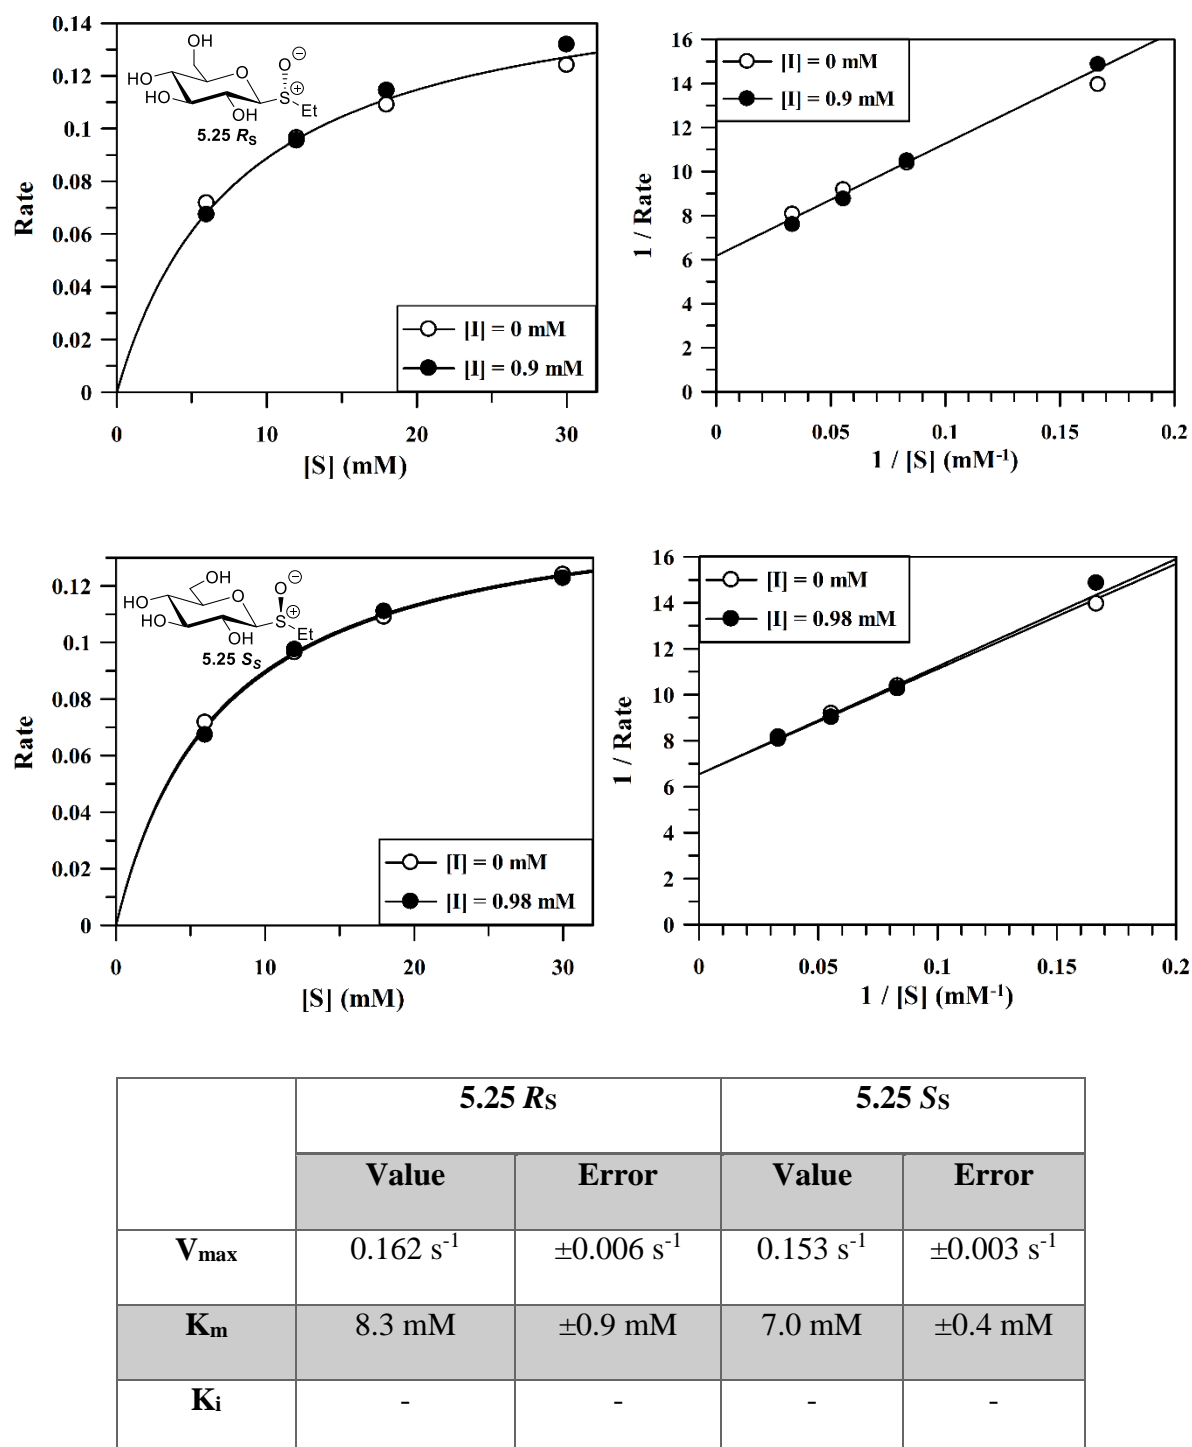 0.14
0.12
0.1
0.08
0.06
0.04
0.02
0
Rate
OH
O
⊖
HO
O
S
⊕
HO
Et
OH
5.25 Rs
[I] = 0 mM
[I] = 0.9 mM
0 10 20 30
[S] (mM)
16
14
12
10
8
6
4
2
0
1 / Rate
[I] = 0 mM
[I] = 0.9 mM
0 0.05 0.1 0.15 0.2
1 / [S] (mM-1)
0.12
0.1
0.08
0.06
0.04
0.02
0
Rate
OH
O
⊖
HO
O
S
⊕
HO
Et
OH
5.25 Ss
[I] = 0 mM
[I] = 0.98 mM
0 10 20 30
[S] (mM)
16
14
12
10
8
6
4
2
0
1 / Rate
[I] = 0 mM
[I] = 0.98 mM
0 0.05 0.1 0.15 0.2
1 / [S] (mM-1)
5.25 Rs 5.25 Ss
Value Error Value Error
Vmax 0.162 s-1 ±0.006 s-1 0.153 s-1 ±0.003 s-1
Km 8.3 mM ±0.9 mM 7.0 mM ±0.4 mM
Ki - - - -